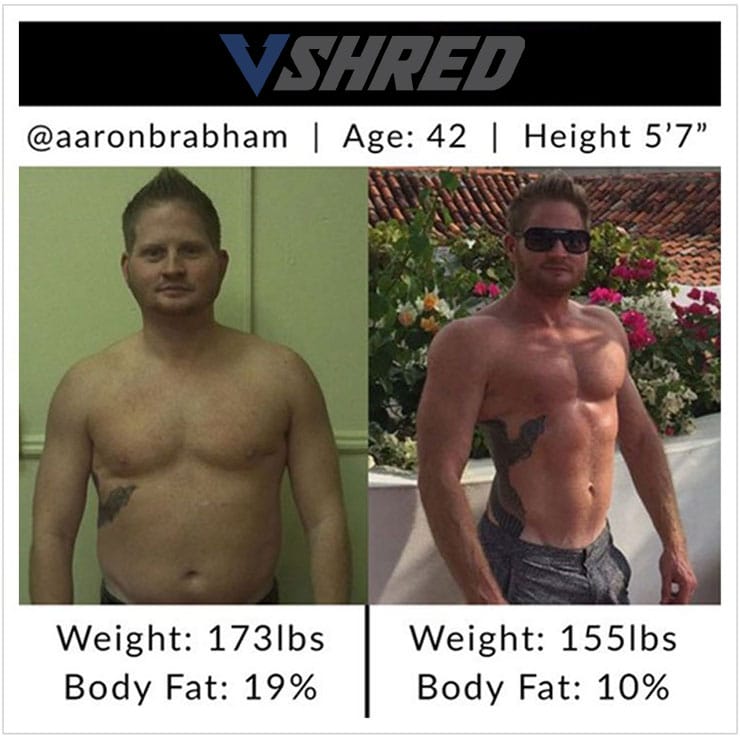 VSHRED
@aaronbrabham | Age: 42 | Height 5’7”
Weight: 173lbs
Body Fat: 19%
Weight: 155lbs
Body Fat: 10%